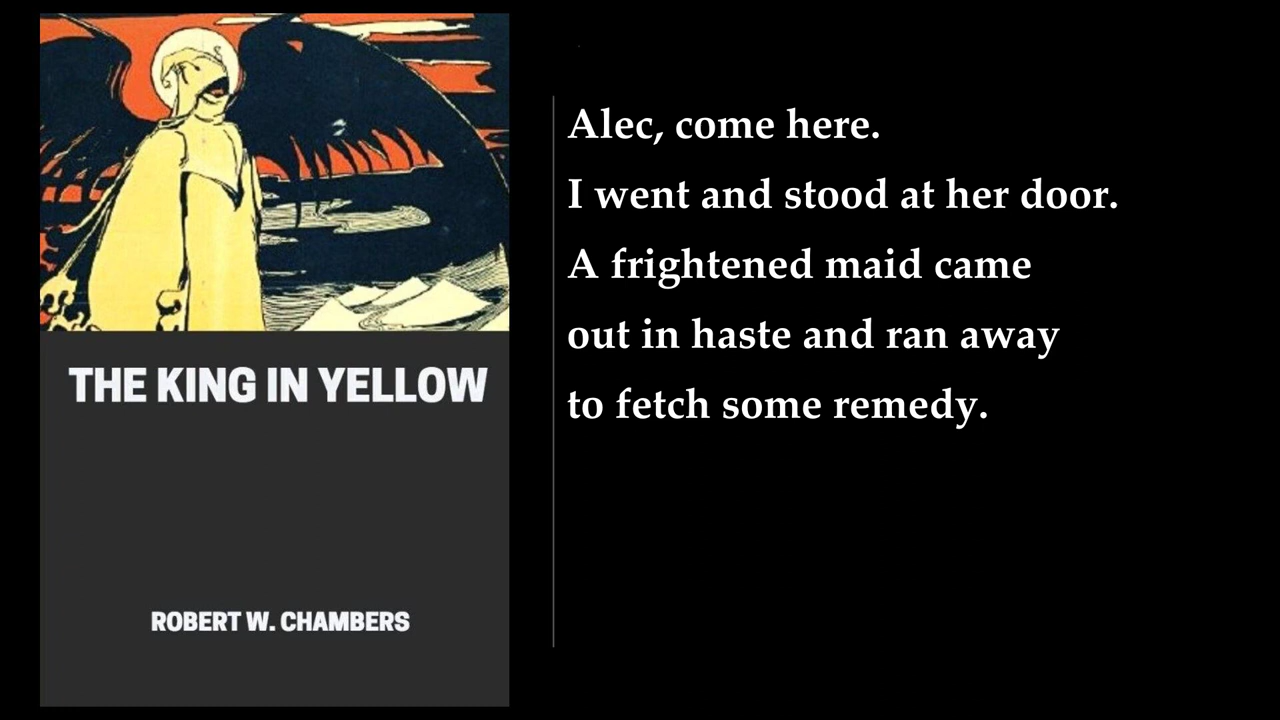 THE KING IN YELLOW
ROBERT W. CHAMBERS
Alec, come here.
I went and stood at her door.
A frightened maid came
out in haste and ran away
to fetch some remedy.